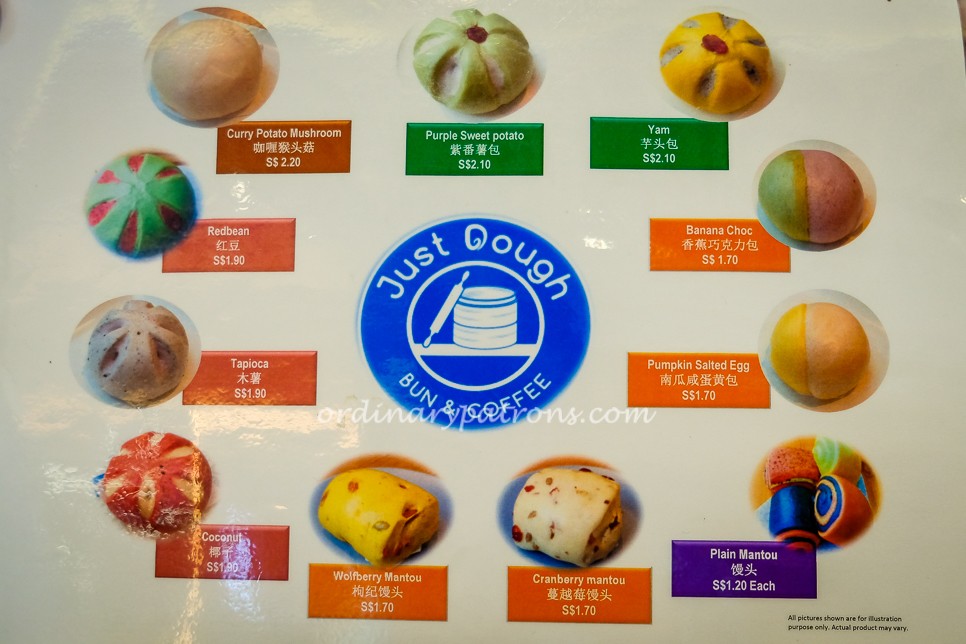 Curry Potato Mushroom
咖喱猴头菇
S$ 2.20
Purple Sweet potato
紫番薯包
S$2.10
Yam
芋头包
S$2.10
Redbean
红豆
S$1.90
Banana Choc
香蕉巧克力包
S$ 1.70
Just Dough
BUN & COFFEE
Tapioca
木薯
S$1.90
Pumpkin Salted Egg
南瓜咸蛋黄包
S$1.70
ordinarypatrons.com
Coconut
椰子
S$1.90
Wolfberry Mantou
枸纪馒头
S$1.70
Cranberry mantou
蔓越莓馒头
S$1.70
Plain Mantou
馒头
S$1.20 Each
All pictures shown are for illustration
purpose only. Actual product may vary.